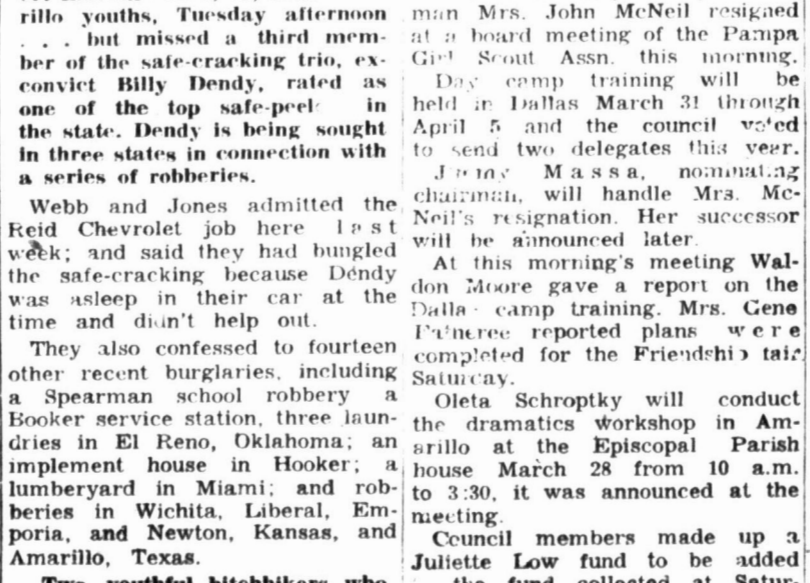 rillo youths, Tuesday afternoon
. . . but missed a third mem-
ber of the safe-cracking trio, ex-
convict Billy Dendy, rated as
one of the top safe-peel in
the state. Dendy is being sought
in three states in connection with
a series of robberies.
Webb and Jones admitted the
Reid Chevrolet job here last
week; and said they had bungled
the safe-cracking because Dendy
was asleep in their car at the
time and didn't help out.
They also confessed to fourteen
other recent burglaries, including
a Spearman school robbery a
Booker service station, three laun-
dries in El Reno, Oklahoma; an
implement house in Hooker; a
lumberyard in Miami; and rob-
beries in Wichita, Liberal, Em-
poria, and Newton, Kansas, and
Amarillo, Texas.
Two youthful hitchhikers who
man Mrs. John McNeil resigned
at a board meeting of the Pampa
Girl Scout Assn. this morning.
Day camp training will be
held in Dallas March 31 through
April 5 and the council voted
to send two delegates this year.
Massa, nominating
chairman, will handle Mrs. Mc-
Neil's resignation. Her successor
will be announced later.
At this morning's meeting Wal-
don Moore gave a report on the
Dalla camp training. Mrs. Gene
reported plans were
completed for the Friendship
Saturday.
Oleta Schroptky will conduct
the dramatics workshop in Am-
arillo at the Episcopal Parish
house March 28 from 10 a.m.
to 3:30, it was announced at the
meeting.
Council members made up a
Juliette Low fund to be added
the fund collected at Satur